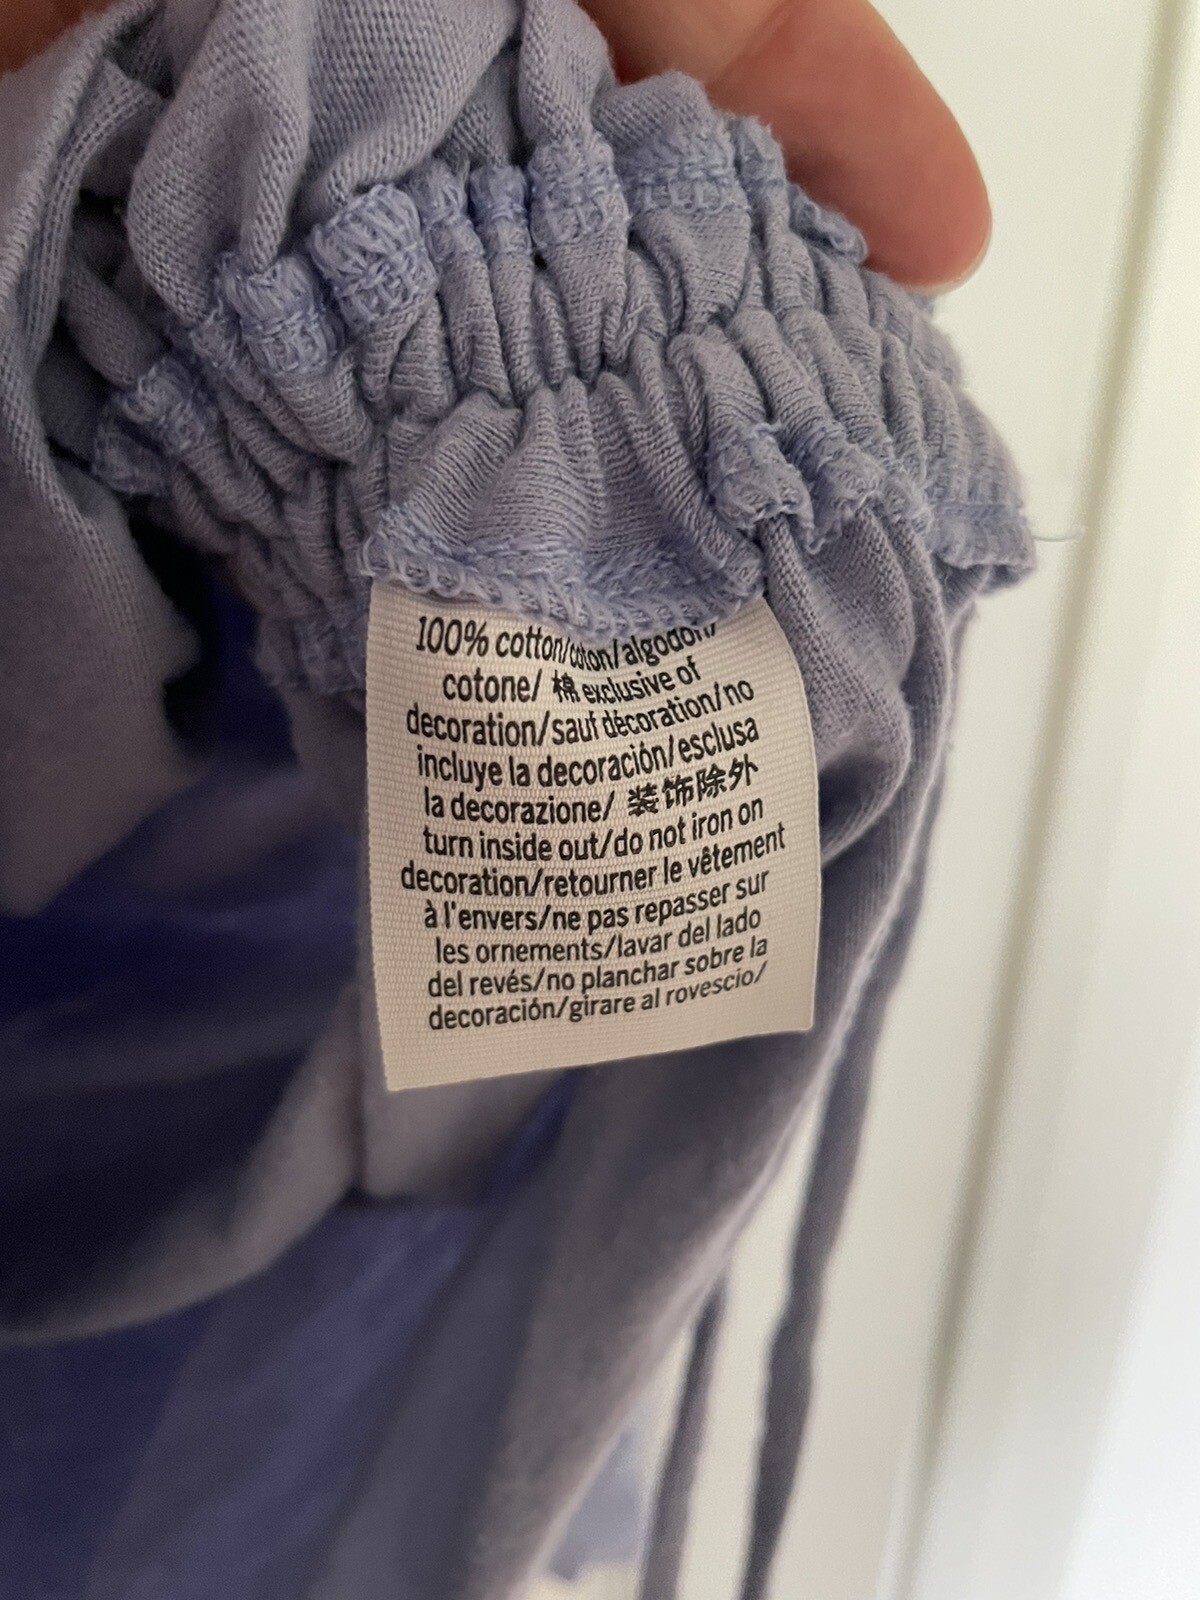 100% cotton/coton/algodón/
cotone/ 棉 exclusive of
decoration/sauf décoration/no
incluye la decoración/esclusa
la decorazione/ 装饰除外
turn inside out/do not iron on
decoration/retourner le vêtement
à l'envers/ne pas repasser sur
les ornements/lavar del lado
del revés/no planchar sobre la
decoración/girare al rovescio/